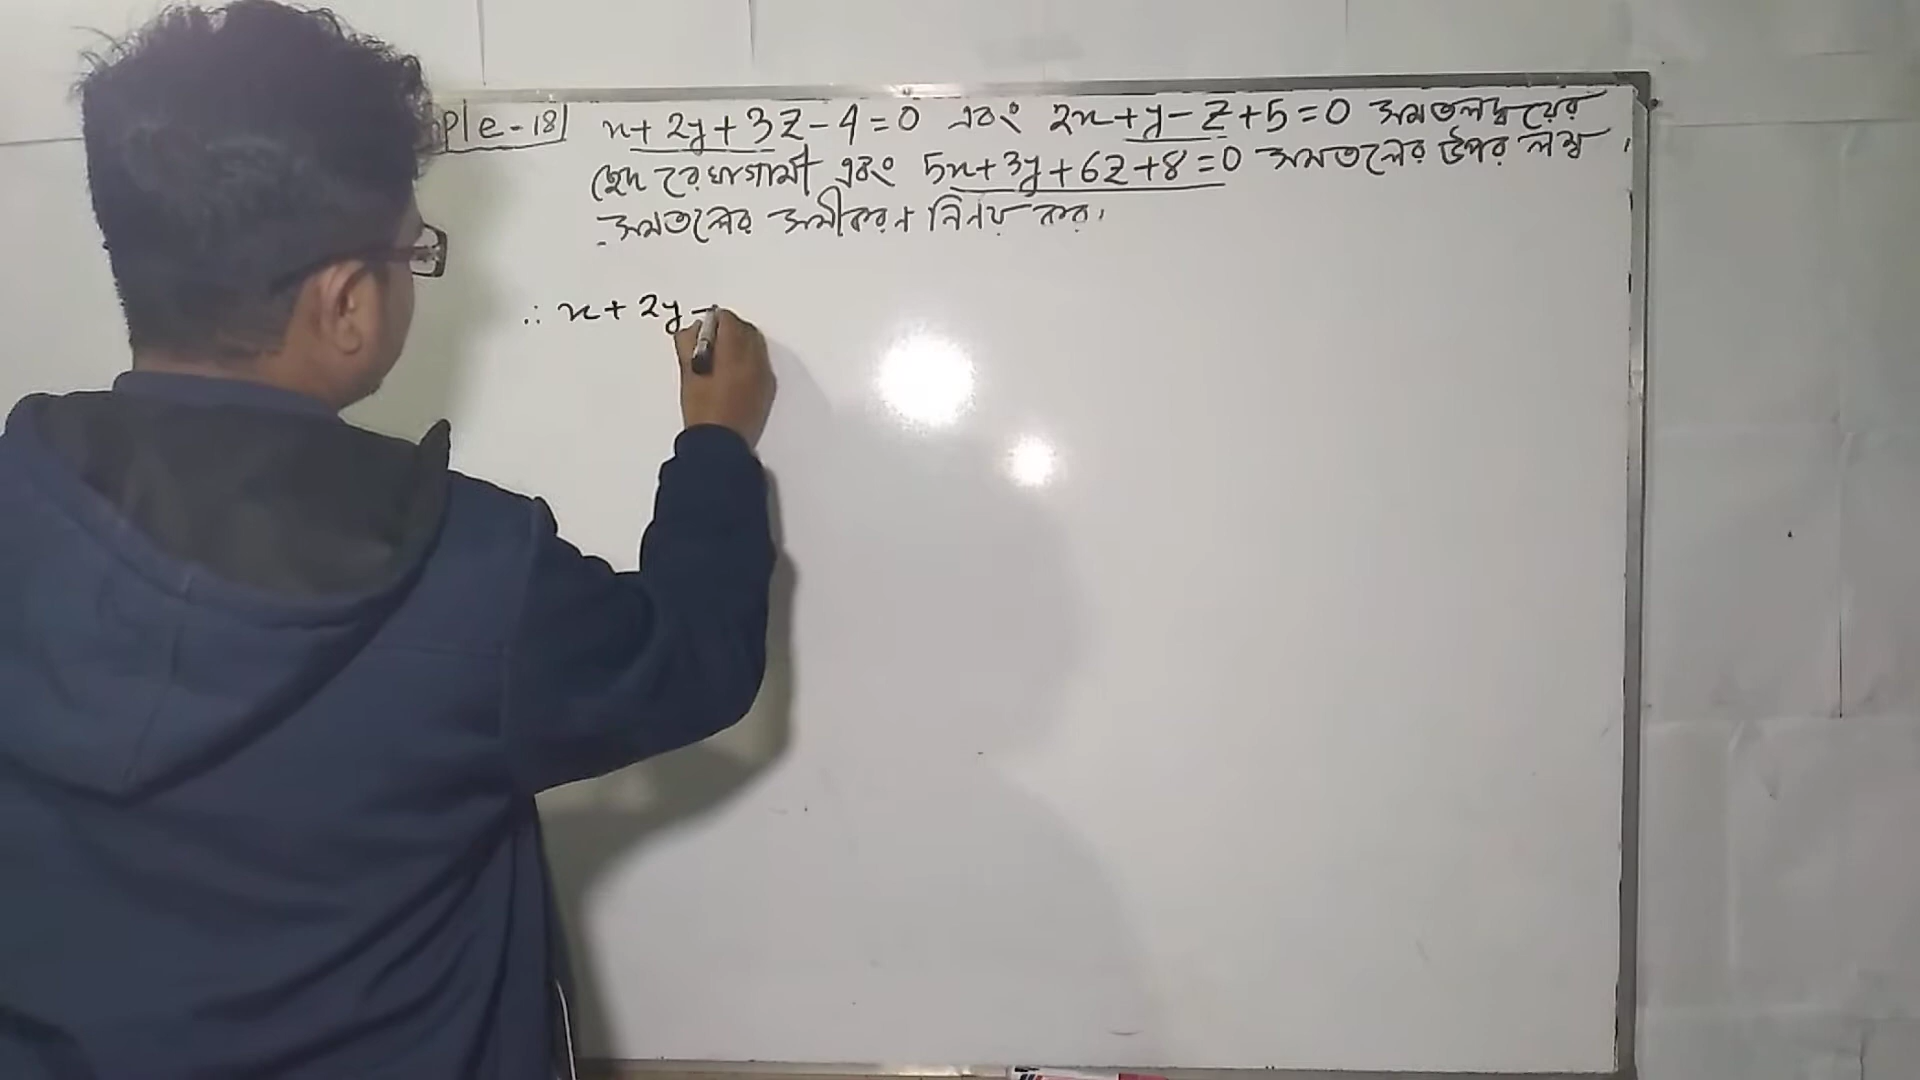 ple-18 x+2y+3z-4=0 এবং 2x+y-z+5=0 সমতলদ্বয়ের
ছেদ রেখাগামী এবং 5x+3y+6z+8=0 সমতলের উপর লম্ব।
সমতলের সমীকরণ নির্ণয় কর।
∴ x+2y-